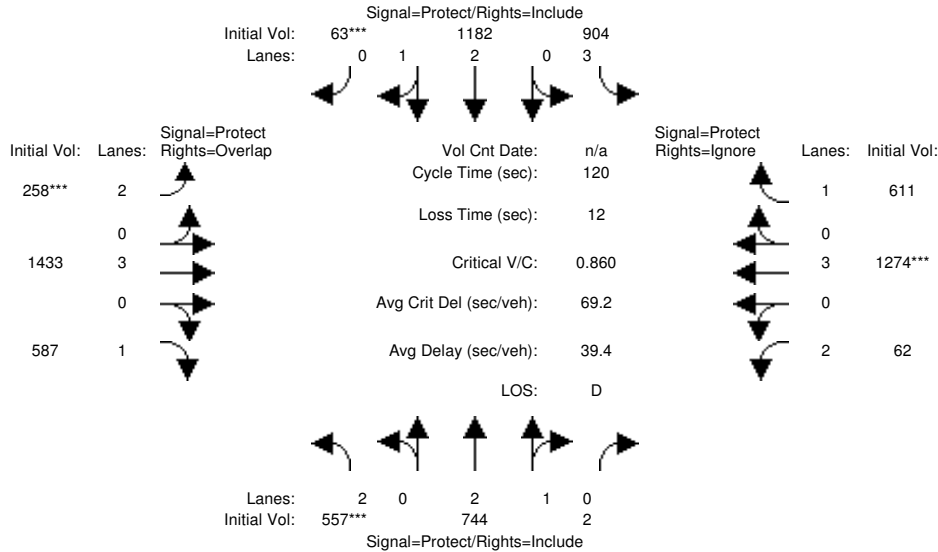 Signal=Protect/Rights=Include
Initial Vol: 63*** 1182 904
Lanes: 0 1 2 0 3
Signal=Protect
Initial Vol: Lanes: Rights=Overlap
Vol Cnt Date: n/a
Signal=Protect
Rights=Ignore Lanes: Initial Vol:
Cycle Time (sec): 120
258*** 2
1 611
Loss Time (sec): 12
0
0
1433 3
Critical V/C: 0.860
3 1274***
0
Avg Crit Del (sec/veh): 69.2
0
587 1
Avg Delay (sec/veh): 39.4
2 62
LOS: D
Lanes: 2 0 2 1 0
Initial Vol: 557*** 744 2
Signal=Protect/Rights=Include